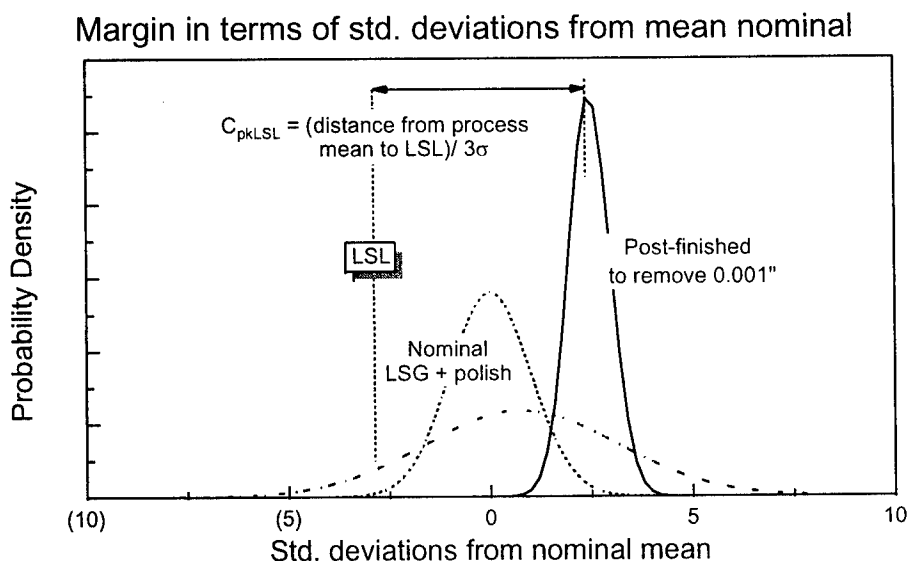 Margin in terms of std. deviations from mean nominal
C_pkLSL = (distance from process
mean to LSL)/ 3σ
LSL
Post-finished
to remove 0.001"
Nominal
LSG + polish
Probability Density
(10)
(5)
0
5
10
Std. deviations from nominal mean